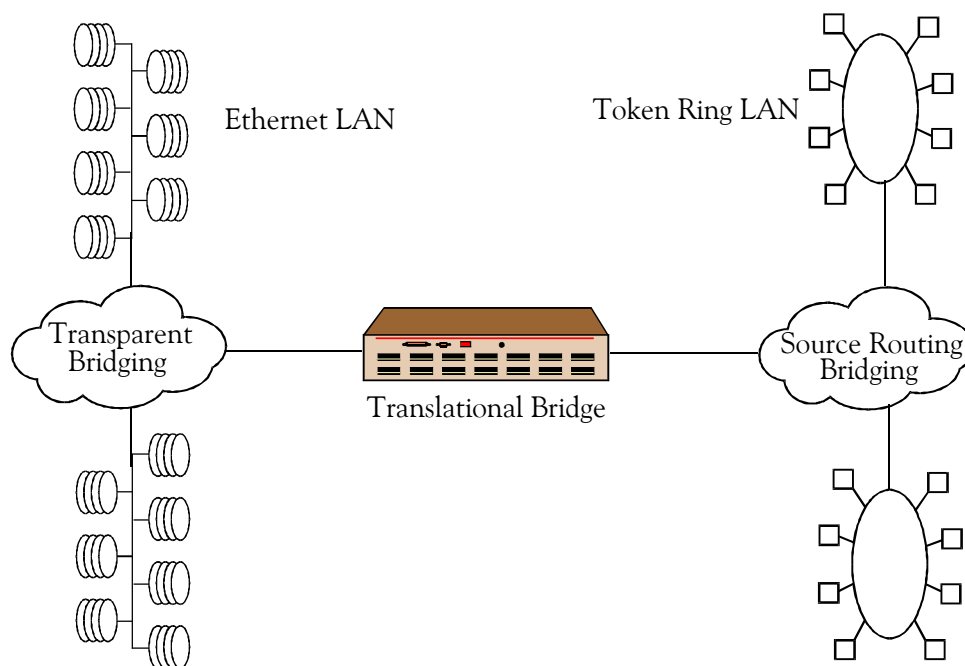 Ethernet LAN
Token Ring LAN
Transparent
Bridging
Source Routing
Bridging
Translational Bridge